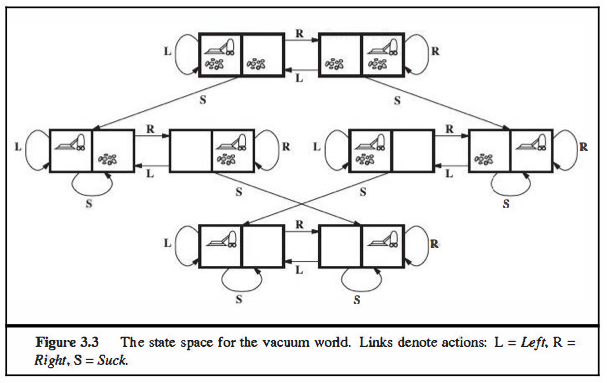 R
L R
L
S S
R R
L R L R
L L
S S S S
R
L R
L
S S
Figure 3.3 The state space for the vacuum world. Links denote actions: L = Left, R =
Right, S = Suck.